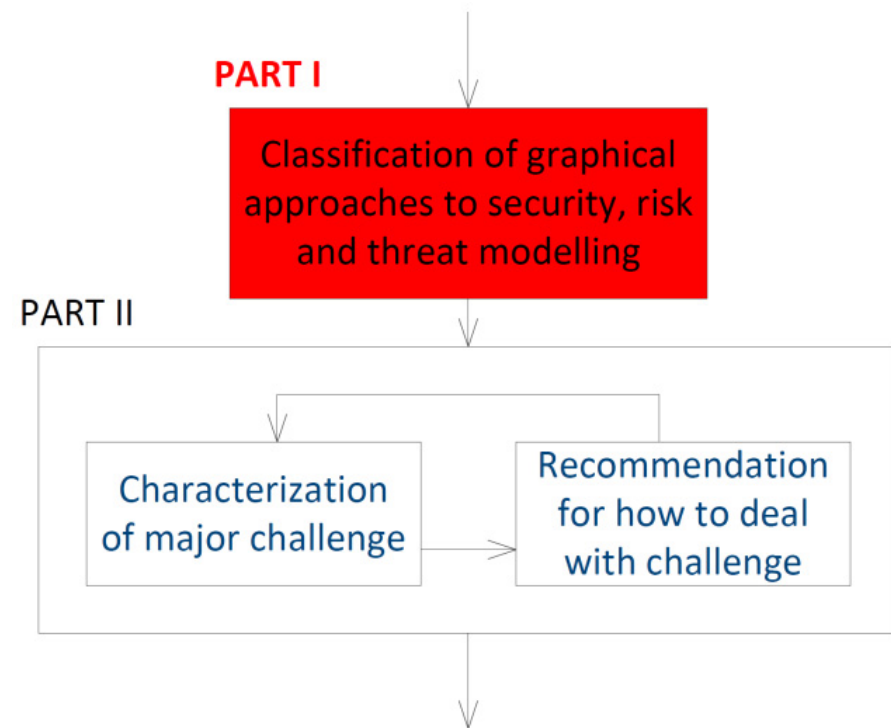 PART I
Classification of graphical
approaches to security, risk
and threat modelling
PART II
Characterization
of major challenge
Recommendation
for how to deal
with challenge